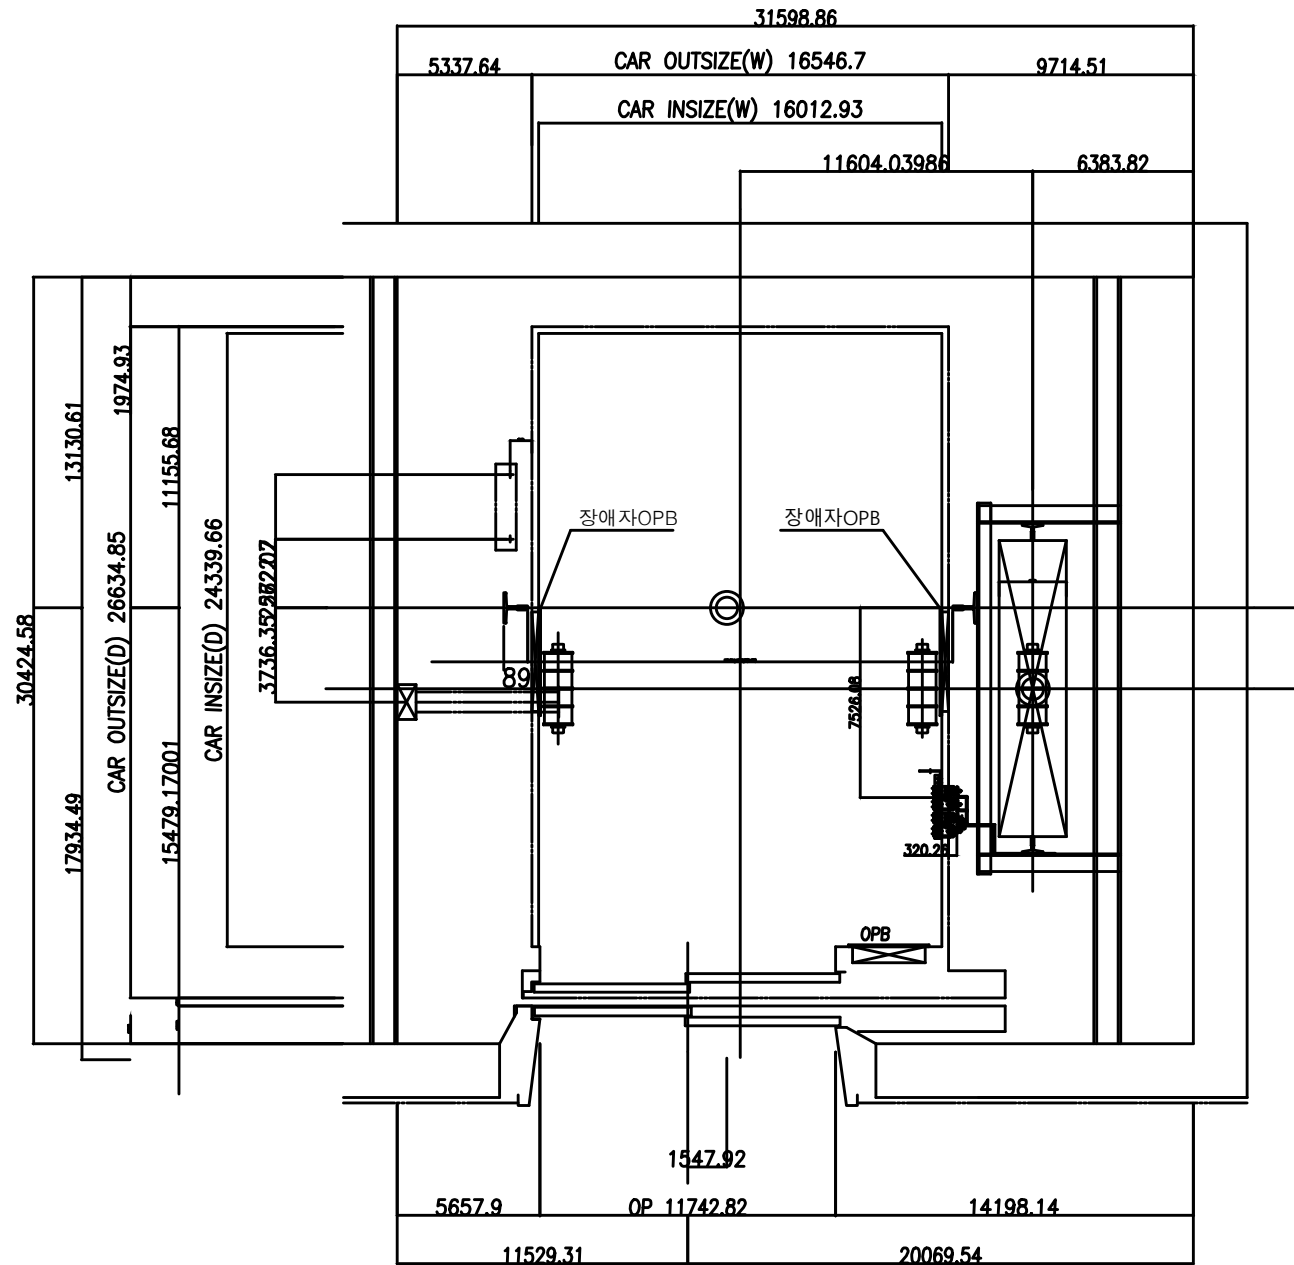 31598.86
5337.64
CAR OUTSIZE(W) 16546.7
9714.51
CAR INSIZE(W) 16012.93
11604.03986
6383.82
30424.58
13130.61
17934.49
CAR OUTSIZE(D) 26634.85
1974.93
11155.68
15479.17001
CAR INSIZE(D) 24339.66
장애자OPB
장애자OPB
89
7526.08
320.26
OPB
1547.92
5657.9
OP 11742.82
14198.14
11529.31
20069.54